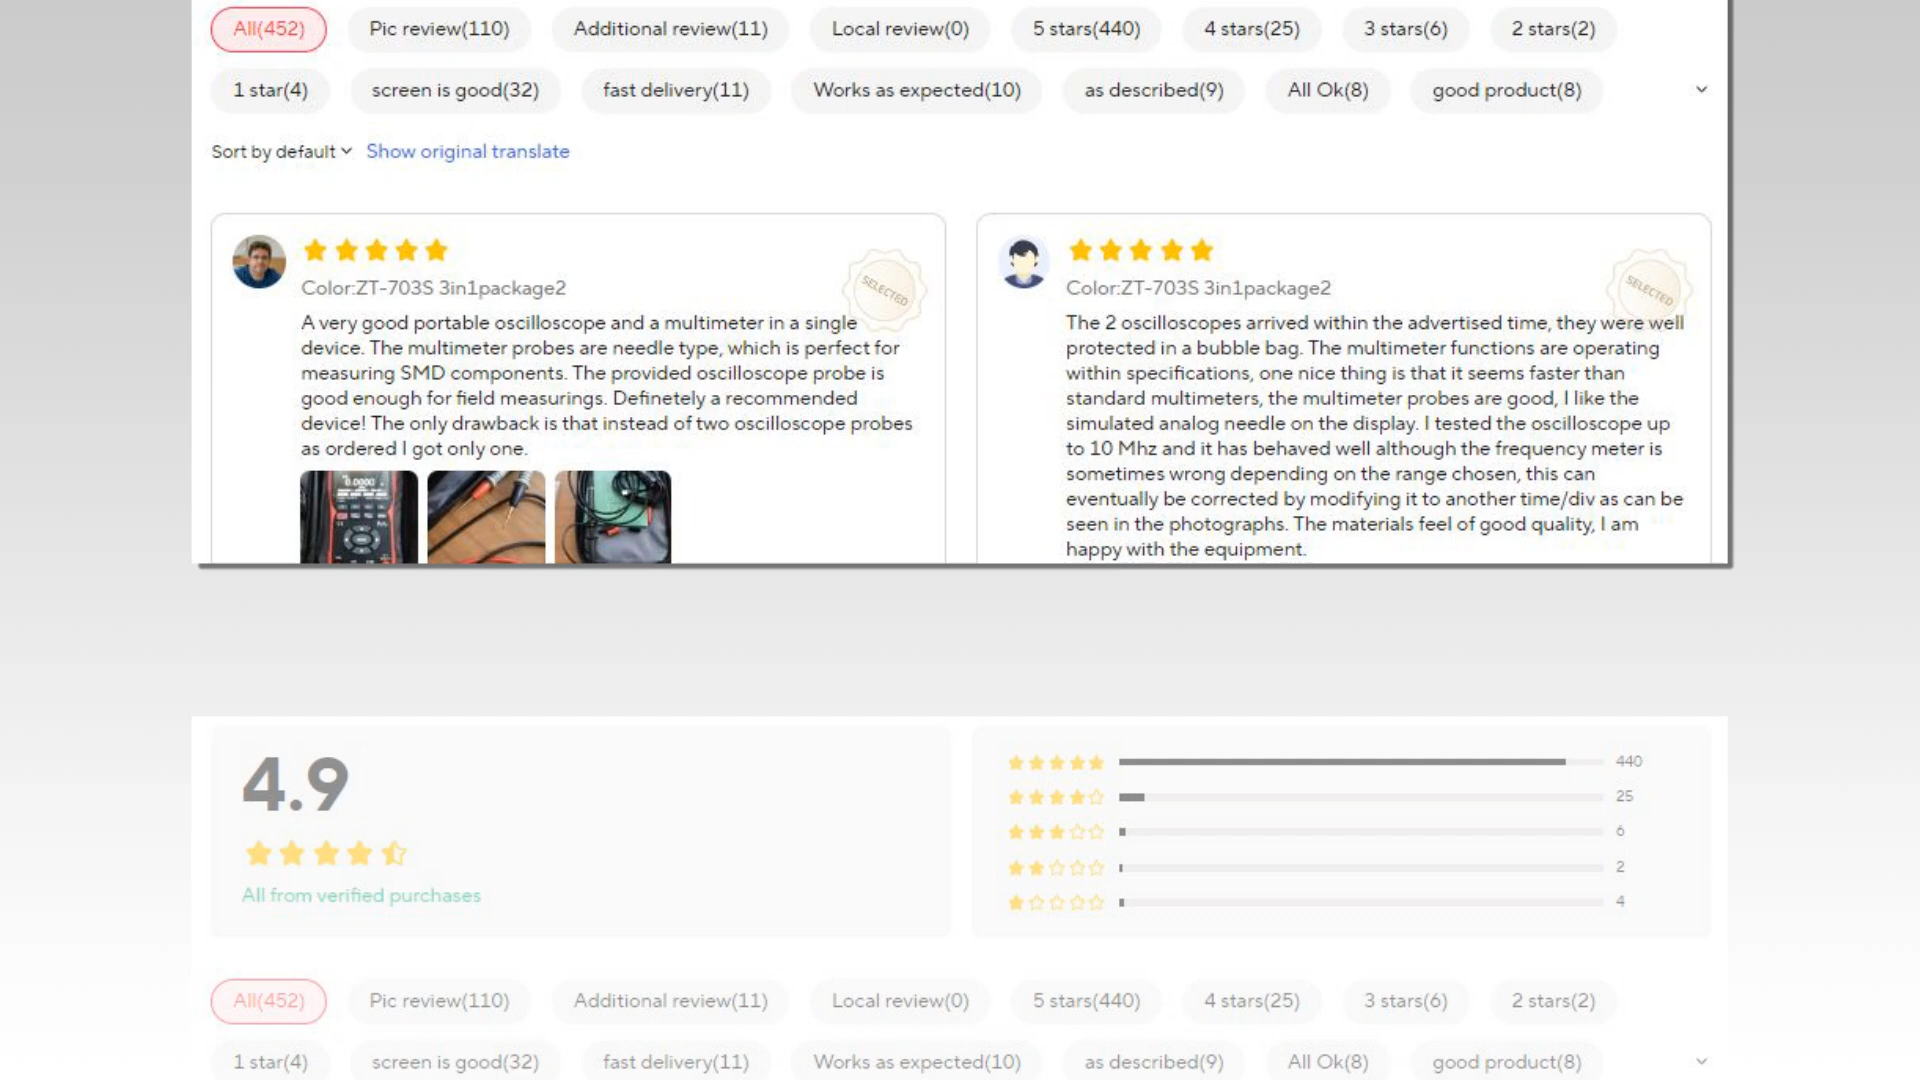 All(452) Pic review(110) Additional review(11) Local review(0) 5 stars(440) 4 stars(25) 3 stars(6) 2 stars(2)
1 star(4) screen is good(32) fast delivery(11) Works as expected(10) as described(9) All Ok(8) good product(8)
Sort by default Show original translate
SELECTED
Color:ZT-703S 3in1package2
A very good portable oscilloscope and a multimeter in a single
device. The multimeter probes are needle type, which is perfect for
measuring SMD components. The provided oscilloscope probe is
good enough for field measurings. Definetely a recommended
device! The only drawback is that instead of two oscilloscope probes
as ordered I got only one.
0.0000
SELECTED
Color:ZT-703S 3in1package2
The 2 oscilloscopes arrived within the advertised time, they were well
protected in a bubble bag. The multimeter functions are operating
within specifications, one nice thing is that it seems faster than
standard multimeters, the multimeter probes are good, I like the
simulated analog needle on the display. I tested the oscilloscope up
to 10 Mhz and it has behaved well although the frequency meter is
sometimes wrong depending on the range chosen, this can
eventually be corrected by modifying it to another time/div as can be
seen in the photographs. The materials feel of good quality, I am
happy with the equipment.
4.9
All from verified purchases
440
25
6
2
4
All(452) Pic review(110) Additional review(11) Local review(0) 5 stars(440) 4 stars(25) 3 stars(6) 2 stars(2)
1 star(4) screen is good(32) fast delivery(11) Works as expected(10) as described(9) All Ok(8) good product(8)